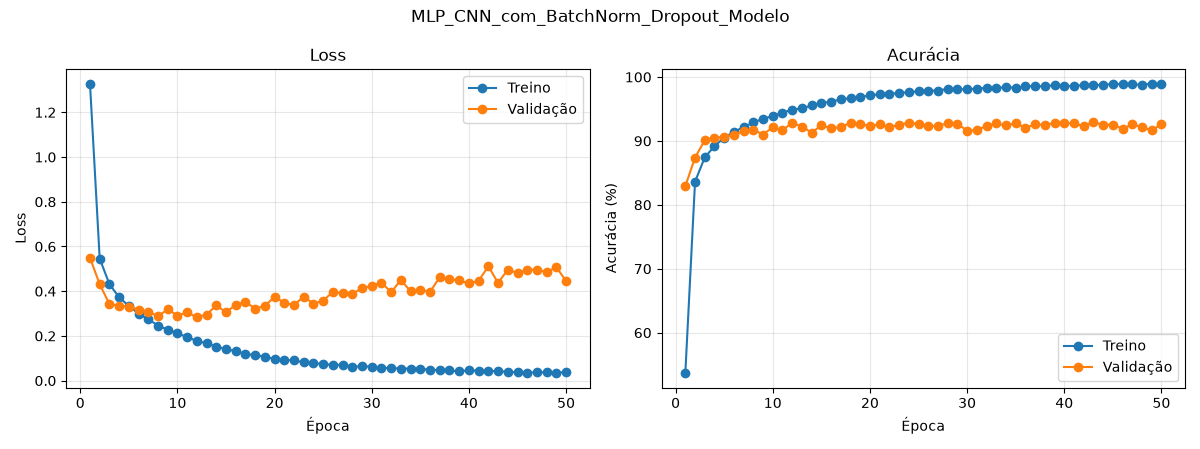 MLP_CNN_com_BatchNorm_Dropout_Modelo
Loss
Treino
Validação
1.2
1.0
0.8
0.6
0.4
0.2
0.0
Loss
0 10 20 30 40 50
Época
Acurácia
100
90
80
70
60
Acurácia (%)
Treino
Validação
0 10 20 30 40 50
Época